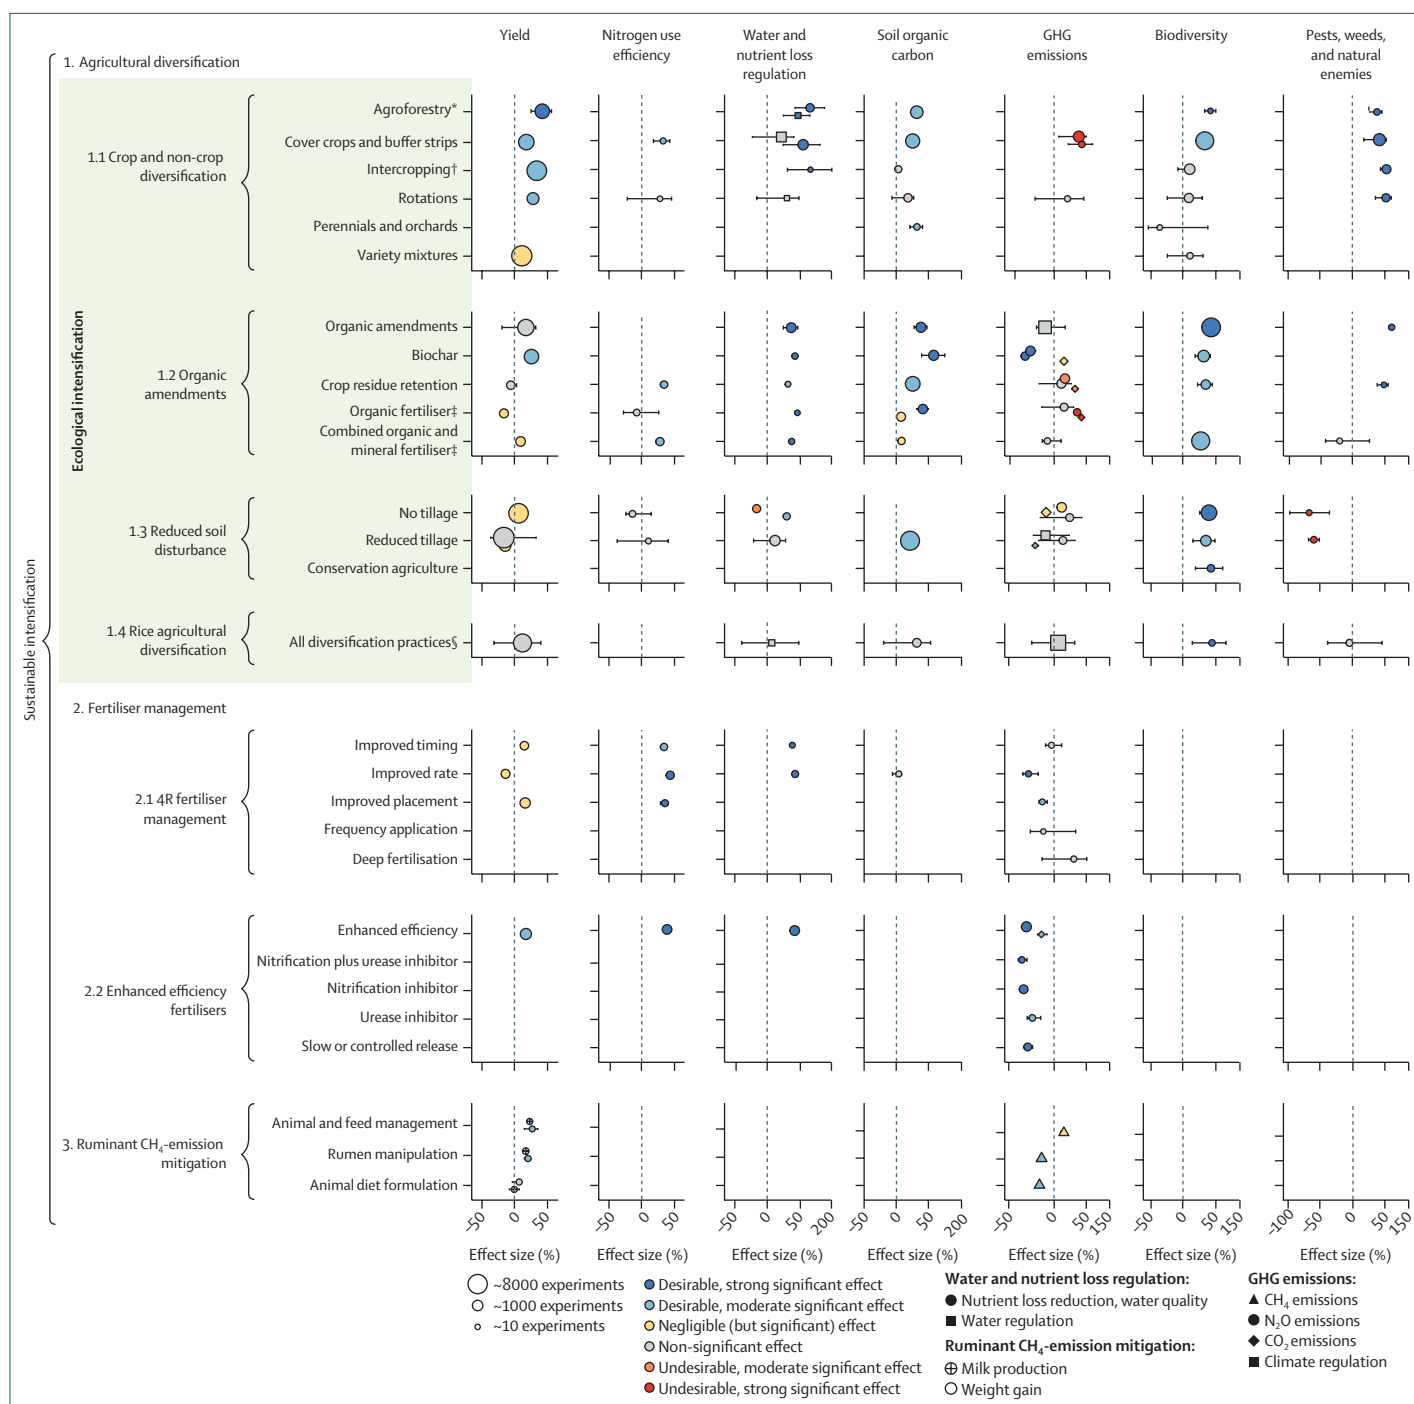 Yield
Nitrogen use
efficiency
Water and
nutrient loss
regulation
Soil organic
carbon
GHG
emissions
Biodiversity
Pests, weeds,
and natural
enemies
Sustainable intensification
Ecological intensification
1. Agricultural diversification
1.1 Crop and non-crop
diversification
Agroforestry*
Cover crops and buffer strips
Intercropping†
Rotations
Perennials and orchards
Variety mixtures
1.2 Organic
amendments
Organic amendments
Biochar
Crop residue retention
Organic fertiliser‡
Combined organic and
mineral fertiliser‡
1.3 Reduced soil
disturbance
No tillage
Reduced tillage
Conservation agriculture
1.4 Rice agricultural
diversification
All diversification practices§
2. Fertiliser management
2.1 4R fertiliser
management
Improved timing
Improved rate
Improved placement
Frequency application
Deep fertilisation
2.2 Enhanced efficiency
fertilisers
Enhanced efficiency
Nitrification plus urease inhibitor
Nitrification inhibitor
Urease inhibitor
Slow or controlled release
3. Ruminant CH₄-emission
mitigation
Animal and feed management
Rumen manipulation
Animal diet formulation
-50 0 50
-50 0 50
-50 0 50 200
-50 0 50 200
-50 0 50 150
-50 0 50 150
-100 -50 0 50 150
Effect size (%)
Effect size (%)
Effect size (%)
Effect size (%)
Effect size (%)
Effect size (%)
Effect size (%)
~8000 experiments
~1000 experiments
~10 experiments
Desirable, strong significant effect
Desirable, moderate significant effect
Negligible (but significant) effect
Non-significant effect
Undesirable, moderate significant effect
Undesirable, strong significant effect
Water and nutrient loss regulation:
Nutrient loss reduction, water quality
Water regulation
Ruminant CH₄-emission mitigation:
Milk production
Weight gain
GHG emissions:
CH₄ emissions
N₂O emissions
CO₂ emissions
Climate regulation